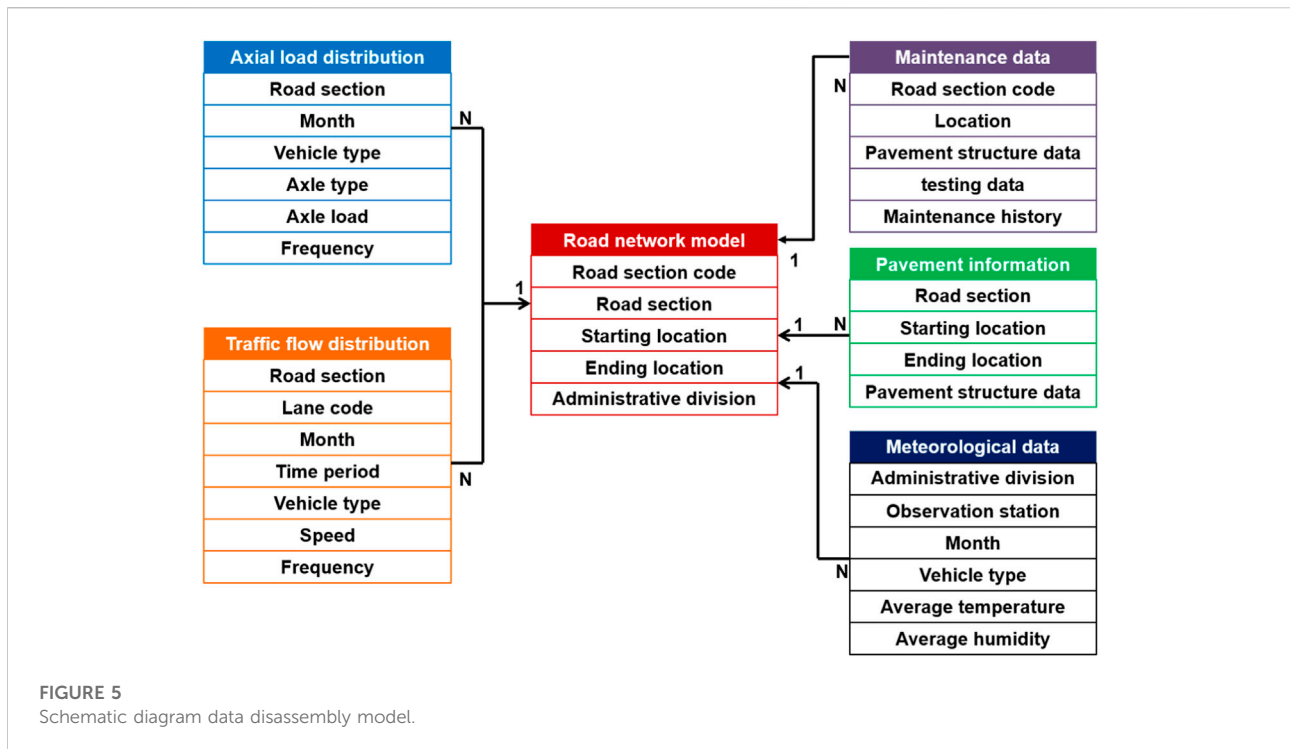 Axial load distribution
Road section
Month
Vehicle type
Axle type
Axle load
Frequency
N
Traffic flow distribution
Road section
Lane code
Month
Time period
Vehicle type
Speed
Frequency
N
1
Road network model
Road section code
Road section
Starting location
Ending location
Administrative division
1
1
1
Maintenance data
N
Road section code
Location
Pavement structure data
testing data
Maintenance history
Pavement information
N
Road section
Starting location
Ending location
Pavement structure data
Meteorological data
Administrative division
Observation station
Month
N
Vehicle type
Average temperature
Average humidity
FIGURE 5
Schematic diagram data disassembly model.